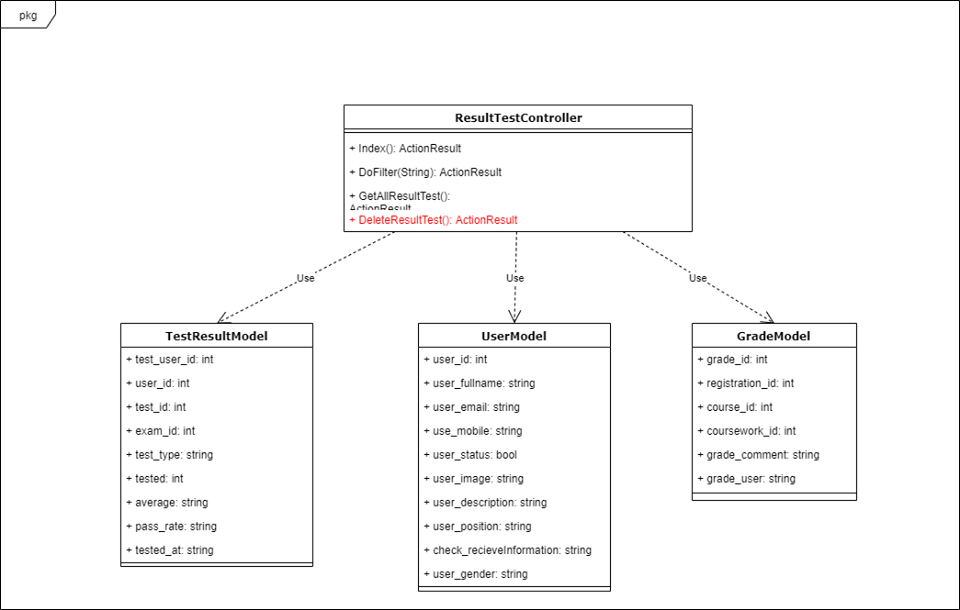 pkg
ResultTestController
+ Index(): ActionResult
+ DoFilter(String): ActionResult
+ GetAllResultTest():
ActionResult
+ DeleteResultTest(): ActionResult
Use
Use
Use
TestResultModel
+ test_user_id: int
+ user_id: int
+ test_id: int
+ exam_id: int
+ test_type: string
+ tested: int
+ average: string
+ pass_rate: string
+ tested_at: string
UserModel
+ user_id: int
+ user_fullname: string
+ user_email: string
+ use_mobile: string
+ user_status: bool
+ user_image: string
+ user_description: string
+ user_position: string
+ check_recieveInformation: string
+ user_gender: string
GradeModel
+ grade_id: int
+ registration_id: int
+ course_id: int
+ coursework_id: int
+ grade_comment: string
+ grade_user: string